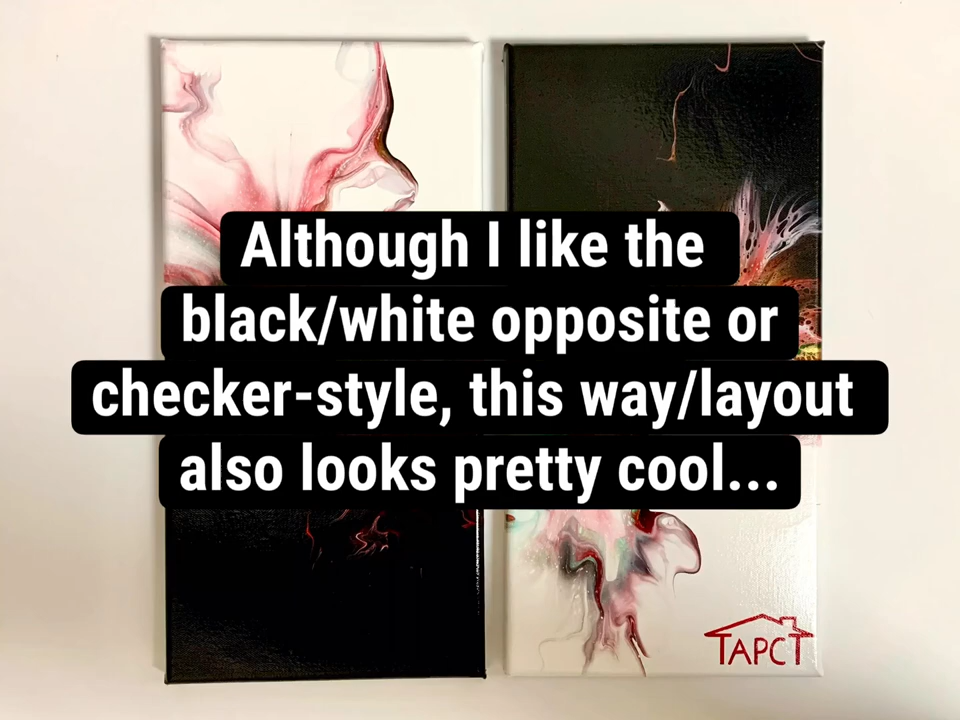 Although I like the
black/white opposite or
checker-style, this way/layout
also looks pretty cool...
TAPCT